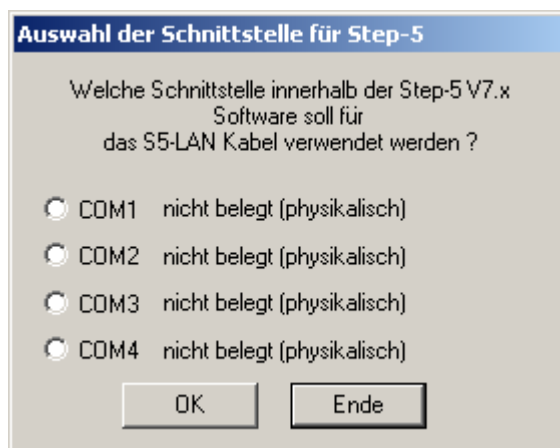 Auswahl der Schnittstelle für Step-5
Welche Schnittstelle innerhalb der Step-5 V7.x
Software soll für
das S5-LAN Kabel verwendet werden ?
COM1 nicht belegt (physikalisch)
COM2 nicht belegt (physikalisch)
COM3 nicht belegt (physikalisch)
COM4 nicht belegt (physikalisch)
OK Ende